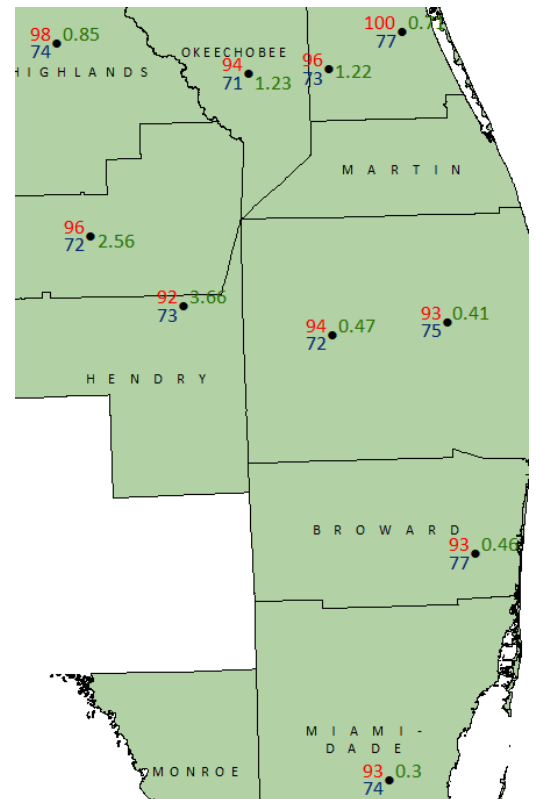 98 0.85
74
HIGHLANDS
OKEECHOBEE
94
71 1.23
96
73 1.22
100 0.71
77
MARTIN
96
72 2.56
92 3.66
73
94 0.47
72
93 0.41
75
HENDRY
BROWARD
93 0.46
77
MIAMI-
DADE
MONROE
93 0.3
74